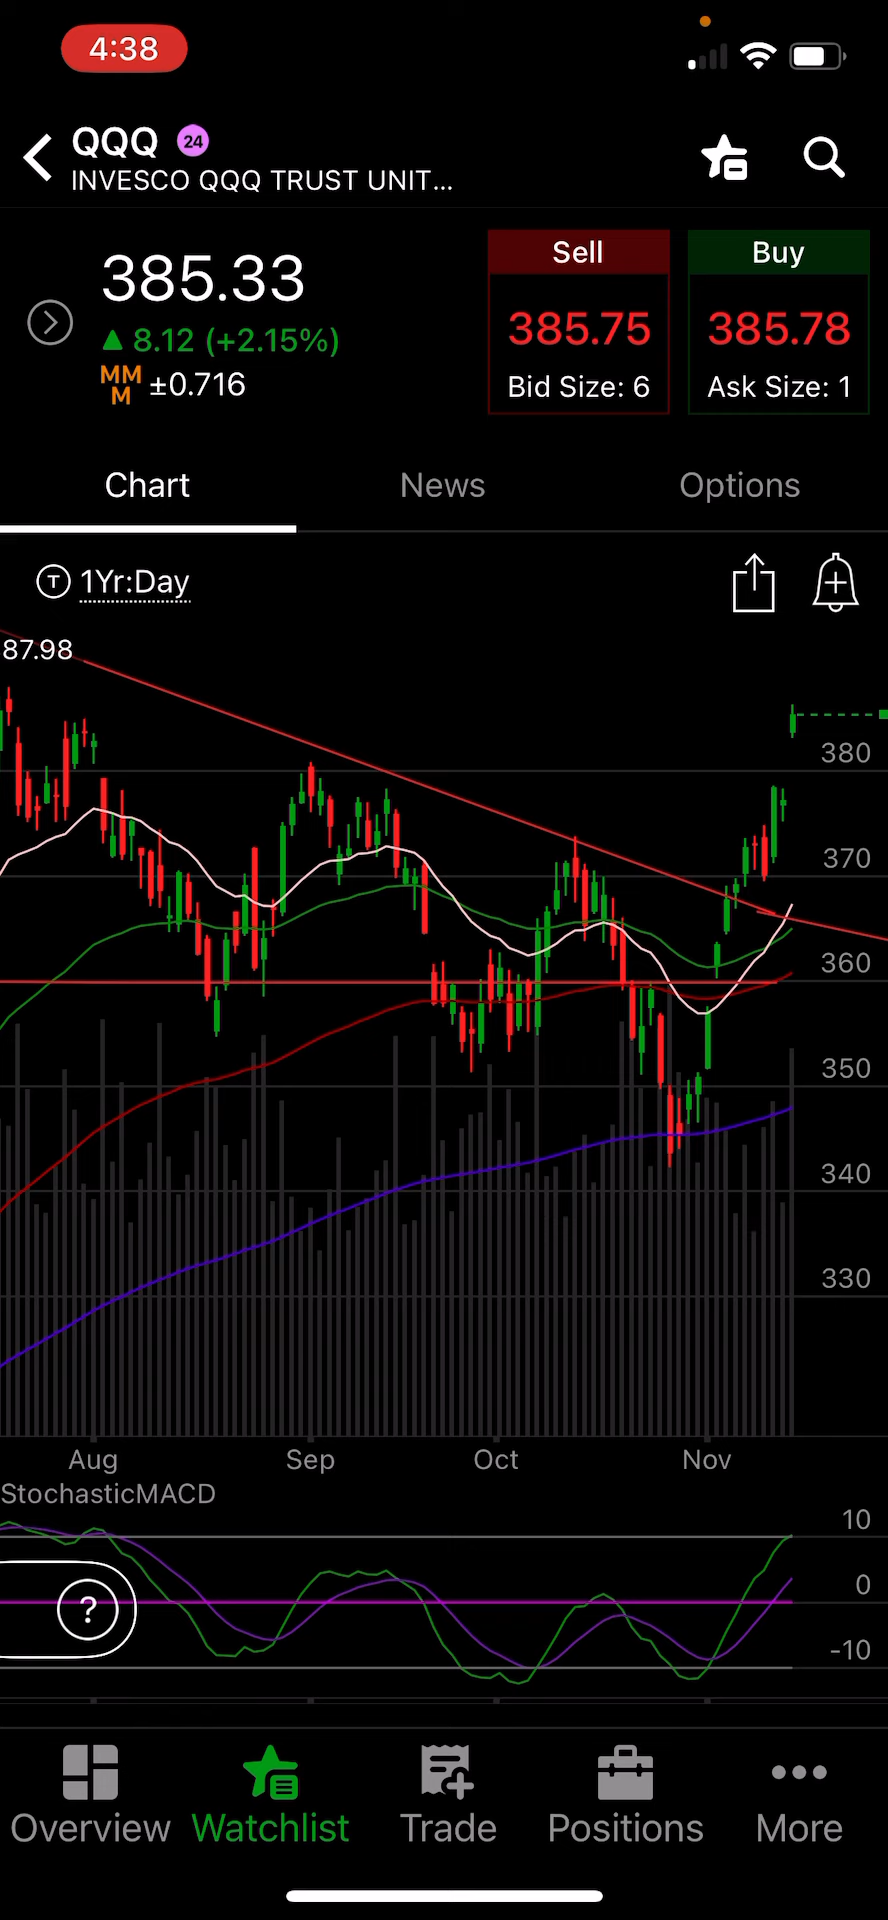 4:38
QQQ 24
INVESCO QQQ TRUST UNIT...
385.33
8.12 (+2.15%)
MM
M ±0.716
Sell
385.75
Bid Size: 6
Buy
385.78
Ask Size: 1
Chart News Options
T 1Yr:Day
87.98
380
370
360
350
340
330
Aug Sep Oct Nov
StochasticMACD
10
0
-10
?
Overview Watchlist Trade Positions More